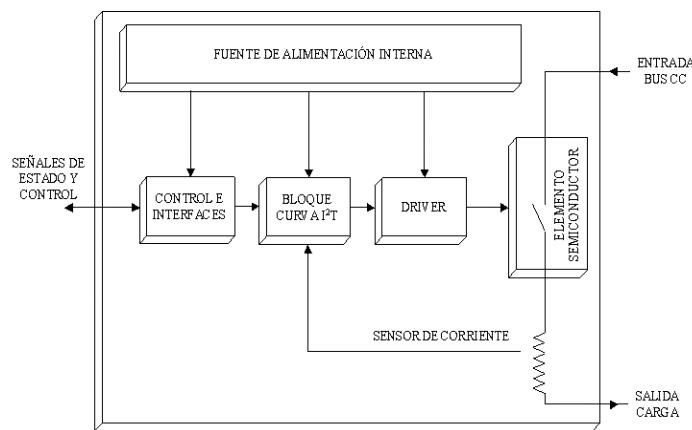 FUENTE DE ALIMENTACIÓN INTERNA
ENTRADA
BUS CC
SEÑALES DE
ESTADO Y
CONTROL
CONTROL E
INTERFACES
BLOQUE
CURVA I²T
DRIVER
ELEMENTO
SEMICONDUCTOR
SENSOR DE CORRIENTE
SALIDA
CARGA